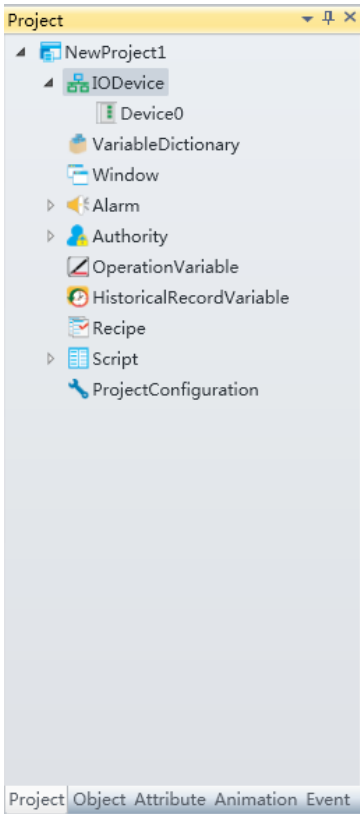 Project
NewProject1
IODevice
Device0
VariableDictionary
Window
Alarm
Authority
OperationVariable
HistoricalRecordVariable
Recipe
Script
ProjectConfiguration
Project Object Attribute Animation Event